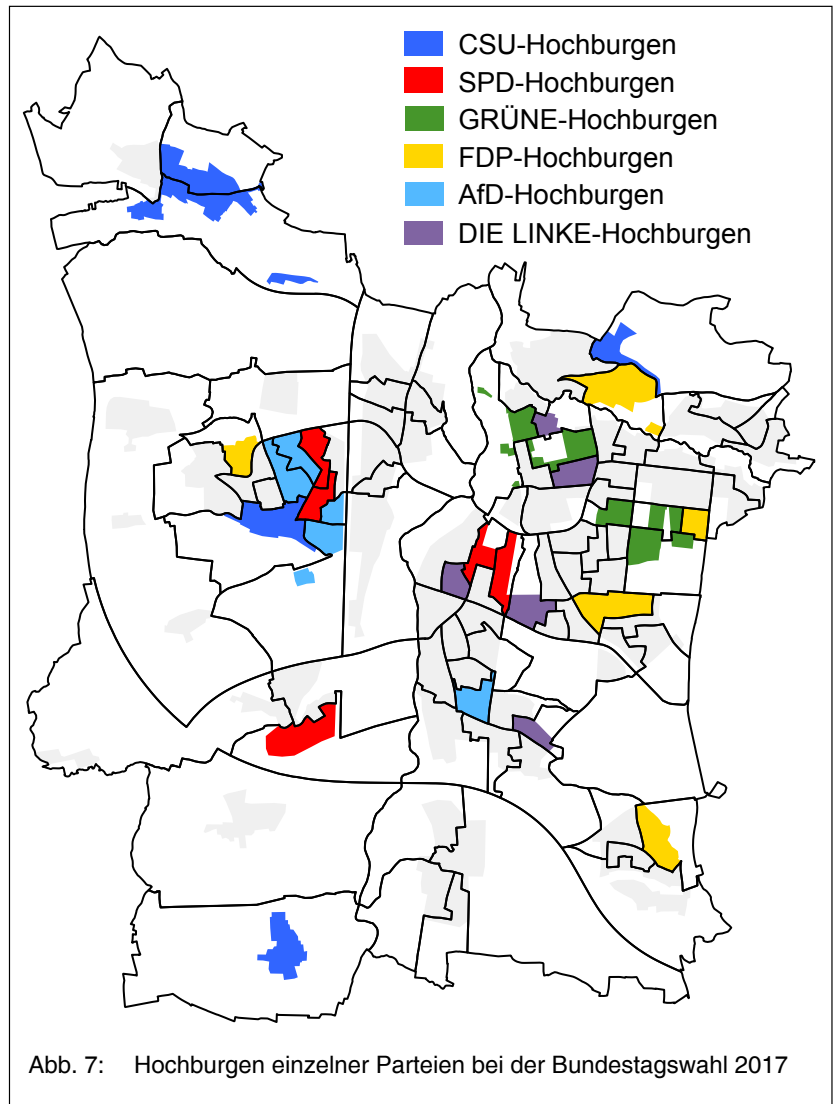 CSU-Hochburgen
SPD-Hochburgen
GRÜNE-Hochburgen
FDP-Hochburgen
AfD-Hochburgen
DIE LINKE-Hochburgen
Abb. 7: Hochburgen einzelner Parteien bei der Bundestagswahl 2017